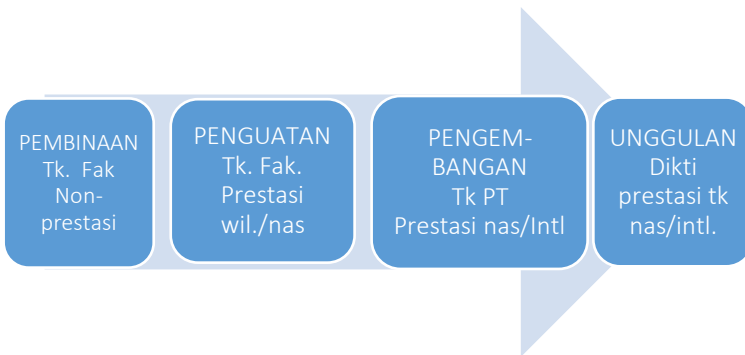 PEMBINAAN
Tk. Fak
Non-
prestasi
PENGUATAN
Tk. Fak.
Prestasi
wil./nas
PENGEM-
BANGAN
Tk PT
Prestasi nas/Intl
UNGGULAN
Dikti
prestasi tk
nas/intl.